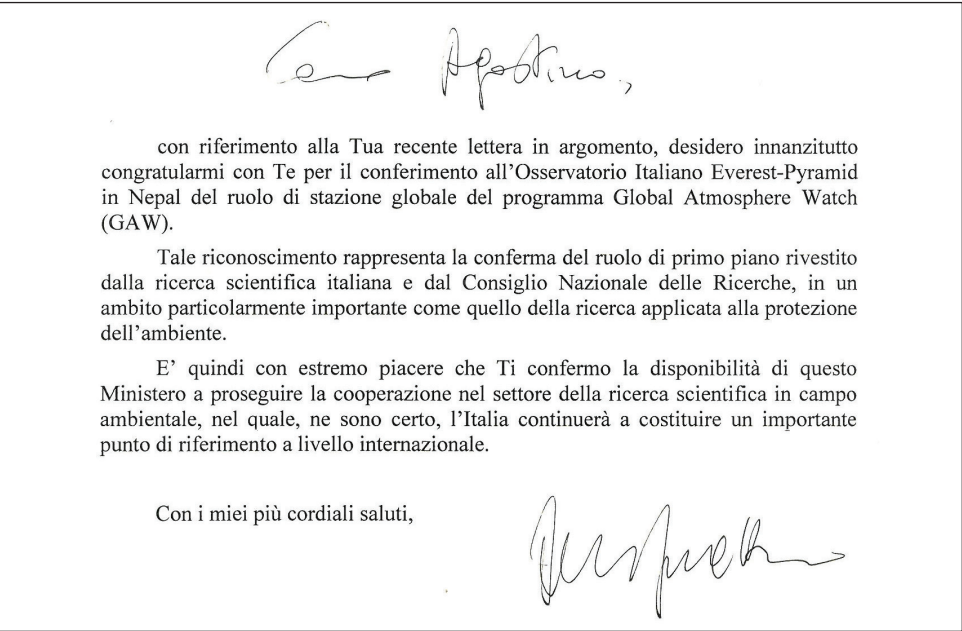 Caro Agostino,
con riferimento alla Tua recente lettera in argomento, desidero innanzitutto
congratularmi con Te per il conferimento all'Osservatorio Italiano Everest-Pyramid
in Nepal del ruolo di stazione globale del programma Global Atmosphere Watch
(GAW).
Tale riconoscimento rappresenta la conferma del ruolo di primo piano rivestito
dalla ricerca scientifica italiana e dal Consiglio Nazionale delle Ricerche, in un
ambito particolarmente importante come quello della ricerca applicata alla protezione
dell'ambiente.
E' quindi con estremo piacere che Ti confermo la disponibilità di questo
Ministero a proseguire la cooperazione nel settore della ricerca scientifica in campo
ambientale, nel quale, ne sono certo, l'Italia continuerà a costituire un importante
punto di riferimento a livello internazionale.
Con i miei più cordiali saluti,